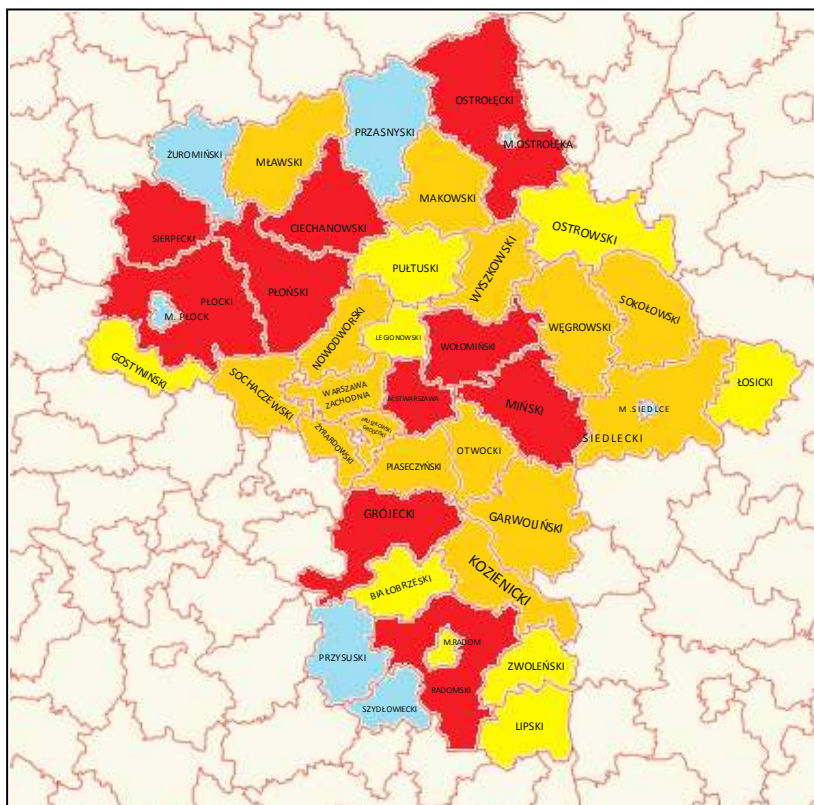 OSTROŁĘCKI
PRZASNYSKI
M.OSTROŁĘKA
ŻUROMIŃSKI
MŁAWSKI
MAKOWSKI
CIECHANOWSKI
SIERPECKI
OSTROWSKI
PUŁTUSKI
WYSZKOWSKI
PŁOCKI
PŁOŃSKI
M. PŁOCK
SOKOŁOWSKI
WĘGROWSKI
NOWODWORSKI
LEGIONOWSKI
WOŁOMIŃSKI
GOSTYNIŃSKI
SOCHACZEWSKI
WARSZAWA
ZACHODNIA
M.ST.WARSZAWA
MIŃSKI
M.SIEDLCE
ŁOSICKI
SIEDLECKI
ŻYRARDOWSKI
OTWOCKI
PIASECZYŃSKI
GRÓJECKI
GARWOLIŃSKI
KOZIENICKI
BIAŁOBRZESKI
M.RADOM
PRZYSUSKI
ZWOLEŃSKI
RADOMSKI
SZYDŁOWIECKI
LIPSKI